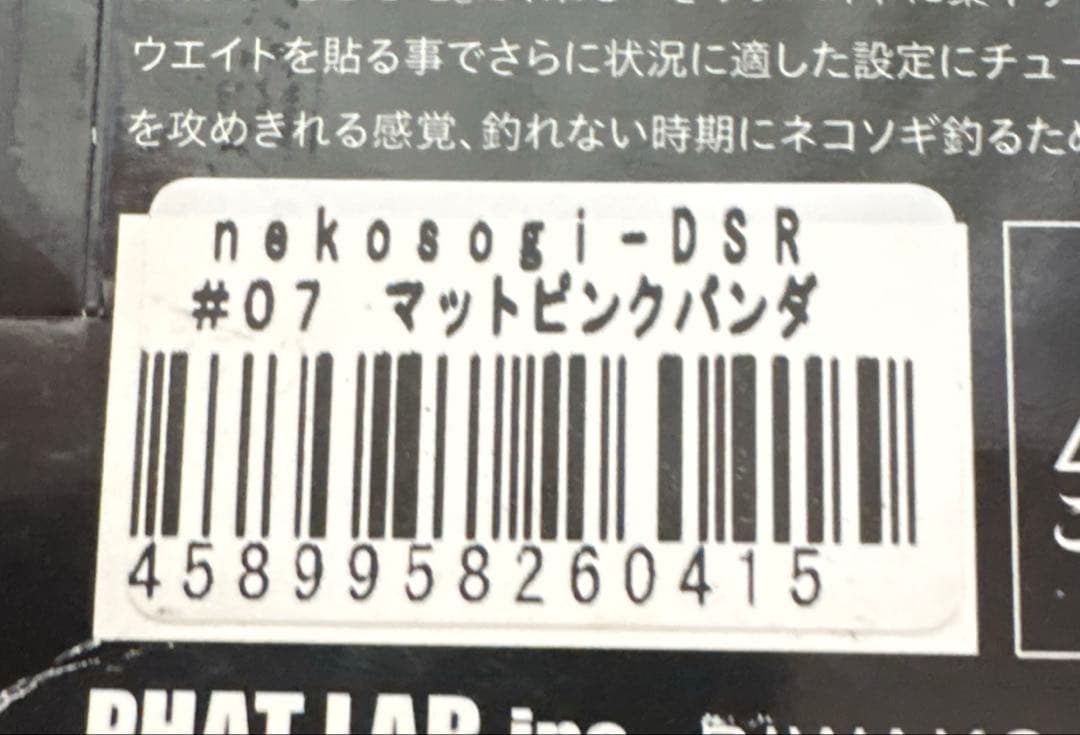 ウエイトを貼る事でさらに状況に適した設定にチュー
を攻めきれる感覚、釣れない時期にネコソギ釣るため
nekosogi-DSR
#07 マットピンクパンダ
4589958260415
PHAT LAB inc.